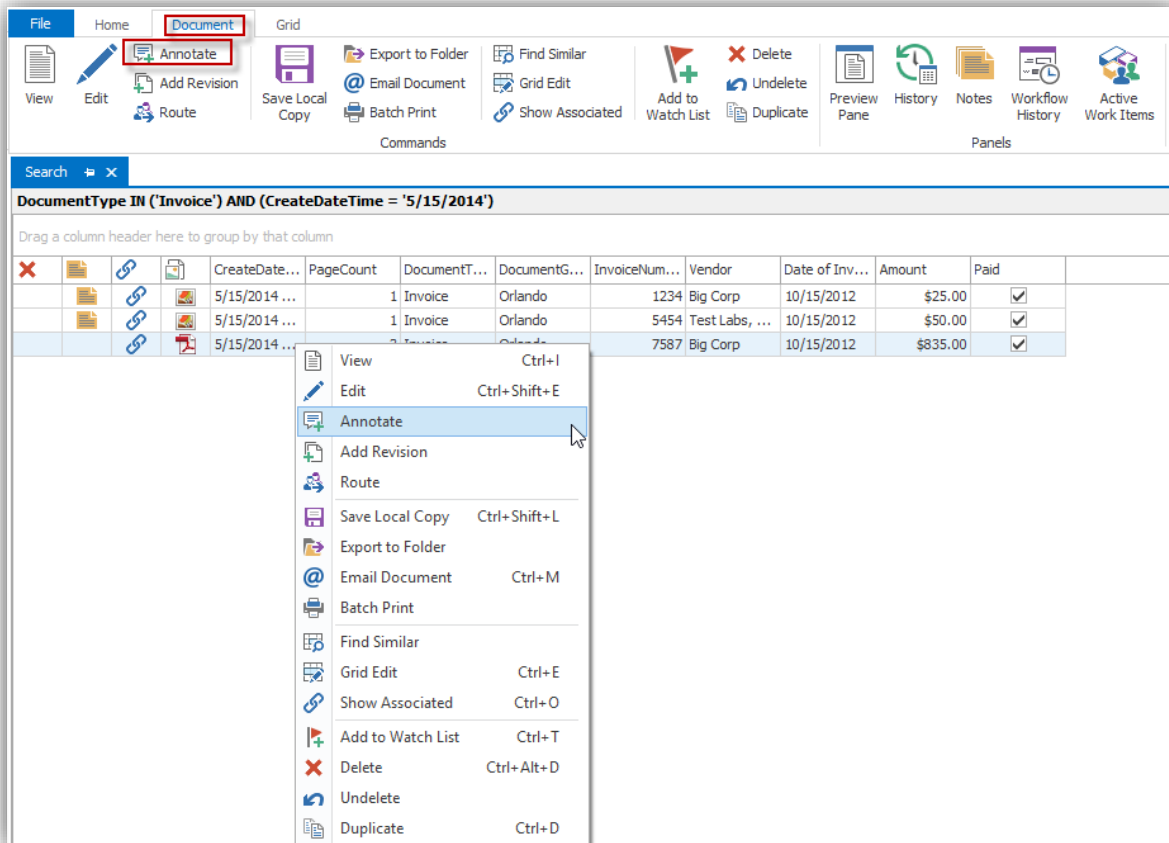 File Home Document Grid
View Edit Annotate Add Revision Route Save Local Copy Export to Folder Email Document Batch Print Find Similar Grid Edit Show Associated Add to Watch List Delete Undelete Duplicate Preview Pane History Notes Workflow History Active Work Items
Commands Panels
Search
DocumentType IN ('Invoice') AND (CreateDateTime = '5/15/2014')
Drag a column header here to group by that column
CreateDate... PageCount DocumentT... DocumentG... InvoiceNum... Vendor Date of Inv... Amount Paid
5/15/2014 ... 1 Invoice Orlando 1234 Big Corp 10/15/2012 $25.00
5/15/2014 ... 1 Invoice Orlando 5454 Test Labs, ... 10/15/2012 $50.00
5/15/2014 ... Invoice Orlando 7587 Big Corp 10/15/2012 $835.00
View Ctrl+I
Edit Ctrl+Shift+E
Annotate
Add Revision
Route
Save Local Copy Ctrl+Shift+L
Export to Folder
Email Document Ctrl+M
Batch Print
Find Similar
Grid Edit Ctrl+E
Show Associated Ctrl+O
Add to Watch List Ctrl+T
Delete Ctrl+Alt+D
Undelete
Duplicate Ctrl+D